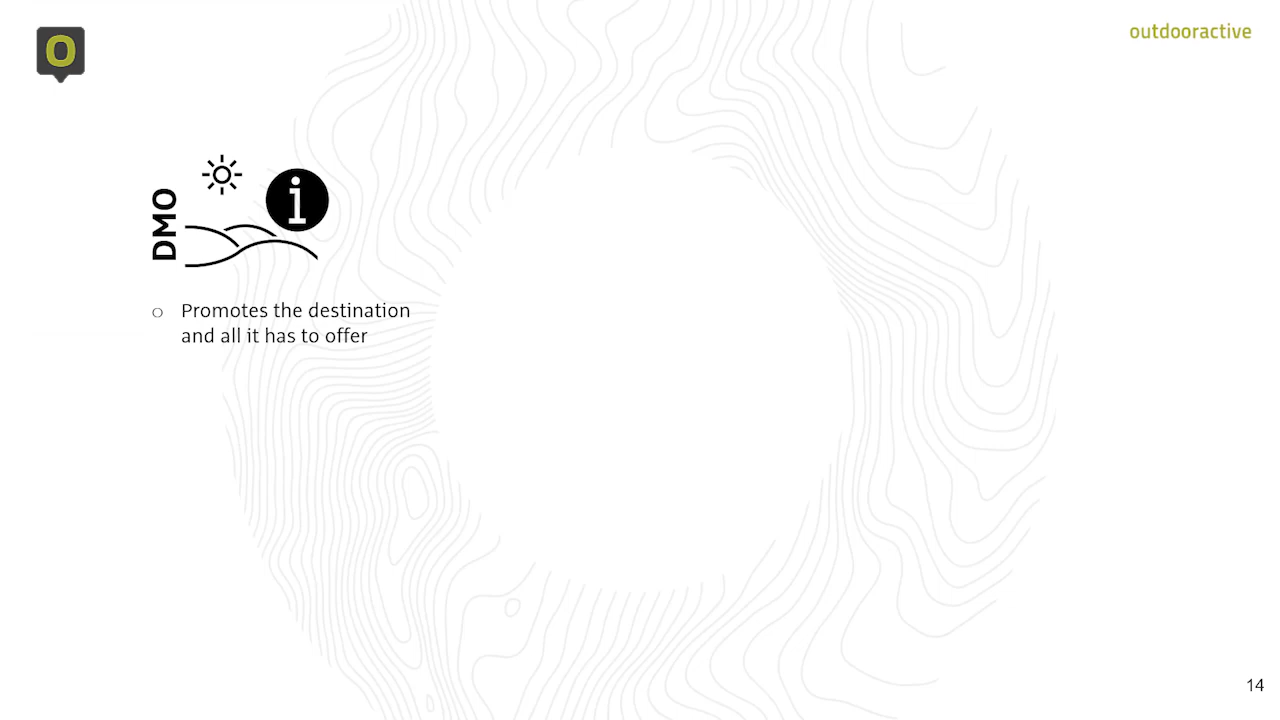 O
outdooractive
DMO
i
o Promotes the destination
and all it has to offer
14